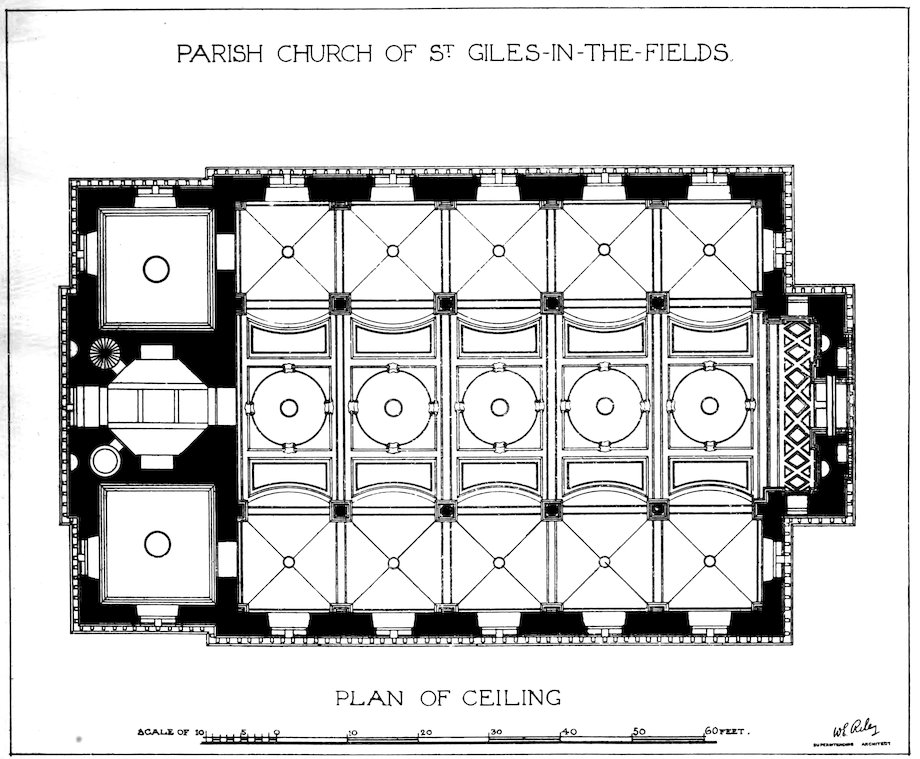 PARISH CHURCH OF ST GILES-IN-THE-FIELDS.
PLAN OF CEILING
SCALE OF 10 5 0 10 20 30 40 50 60 FEET.
W E Riley
SUPERINTENDING ARCHITECT